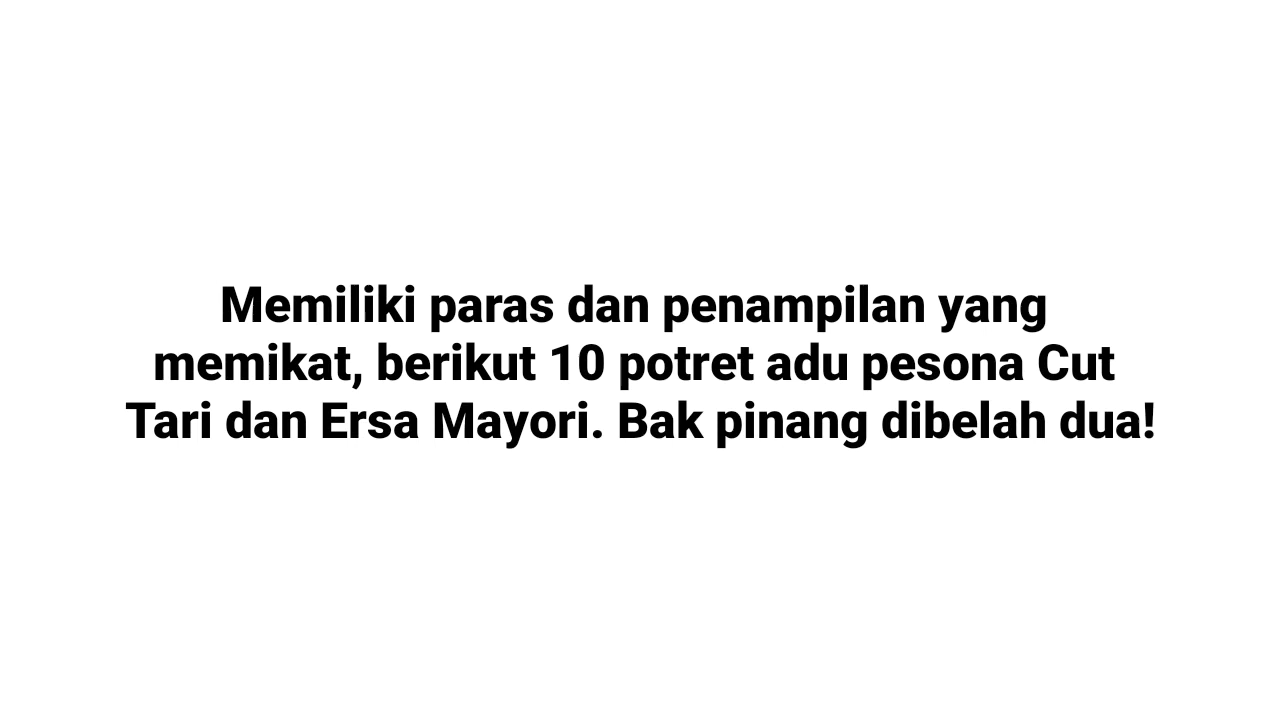 Memiliki paras dan penampilan yang
memikat, berikut 10 potret adu pesona Cut
Tari dan Ersa Mayori. Bak pinang dibelah dua!